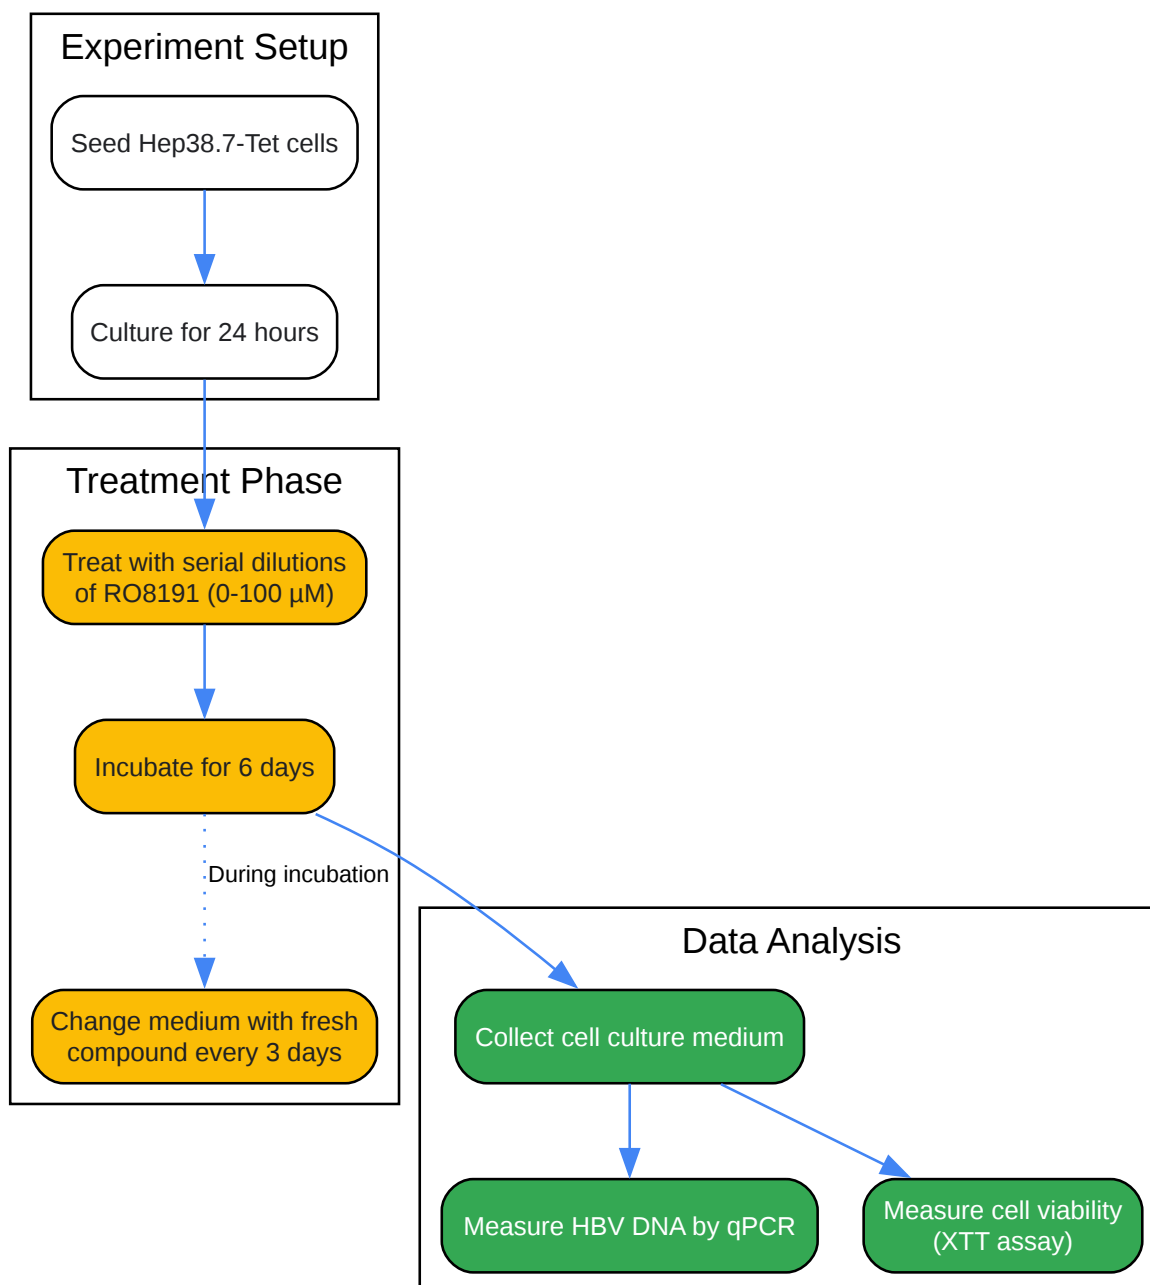 Experiment Setup
Seed Hep38.7-Tet cells
Culture for 24 hours
Treatment Phase
Treat with serial dilutions
of RO8191 (0-100 µM)
Incubate for 6 days
During incubation
Change medium with fresh
compound every 3 days
Data Analysis
Collect cell culture medium
Measure HBV DNA by qPCR
Measure cell viability
(XTT assay)